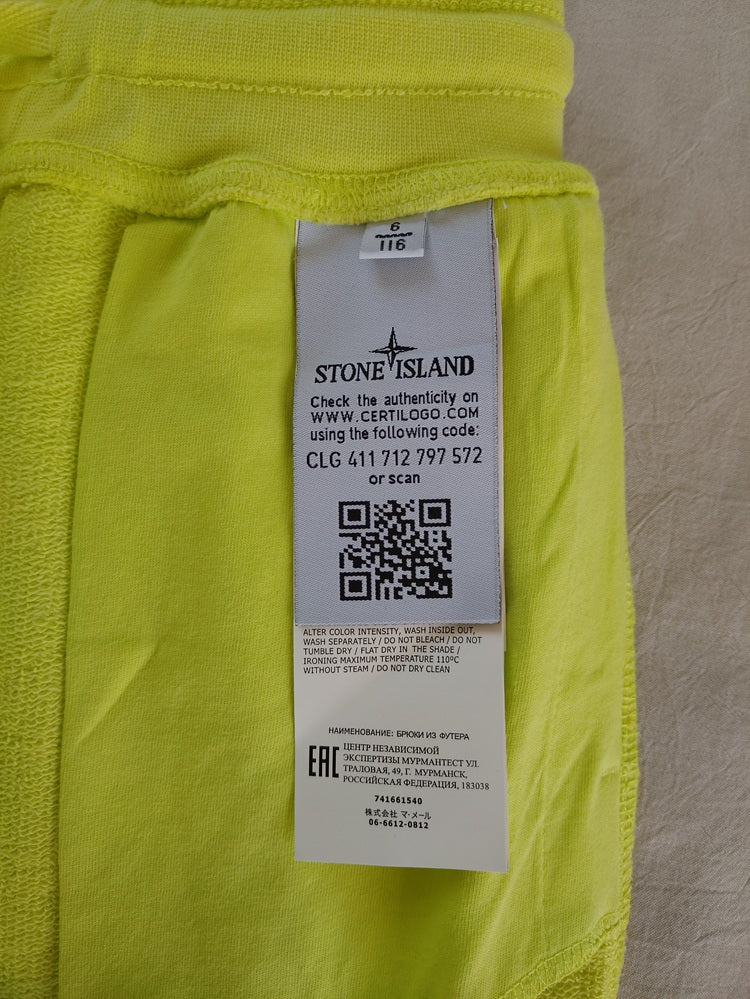 6
116
STONE ISLAND
Check the authenticity on
WWW.CERTILOGO.COM
using the following code:
CLG 411 712 797 572
or scan
ALTER COLOR INTENSITY, WASH INSIDE OUT,
WASH SEPARATELY / DO NOT BLEACH / DO NOT
TUMBLE DRY / FLAT DRY IN THE SHADE /
IRONING MAXIMUM TEMPERATURE 110ºC
WITHOUT STEAM / DO NOT DRY CLEAN
НАИМЕНОВАНИЕ: БРЮКИ ИЗ ФУТЕРА
EAC
ЦЕНТР НЕЗАВИСИМОЙ
ЭКСПЕРТИЗЫ МУРМАНТЕСТ УЛ.
ТРАЛОВАЯ, 49, Г. МУРМАНСК,
РОССИЙСКАЯ ФЕДЕРАЦИЯ, 183038
741661540
株式会社 マ・メール
06-6612-0812